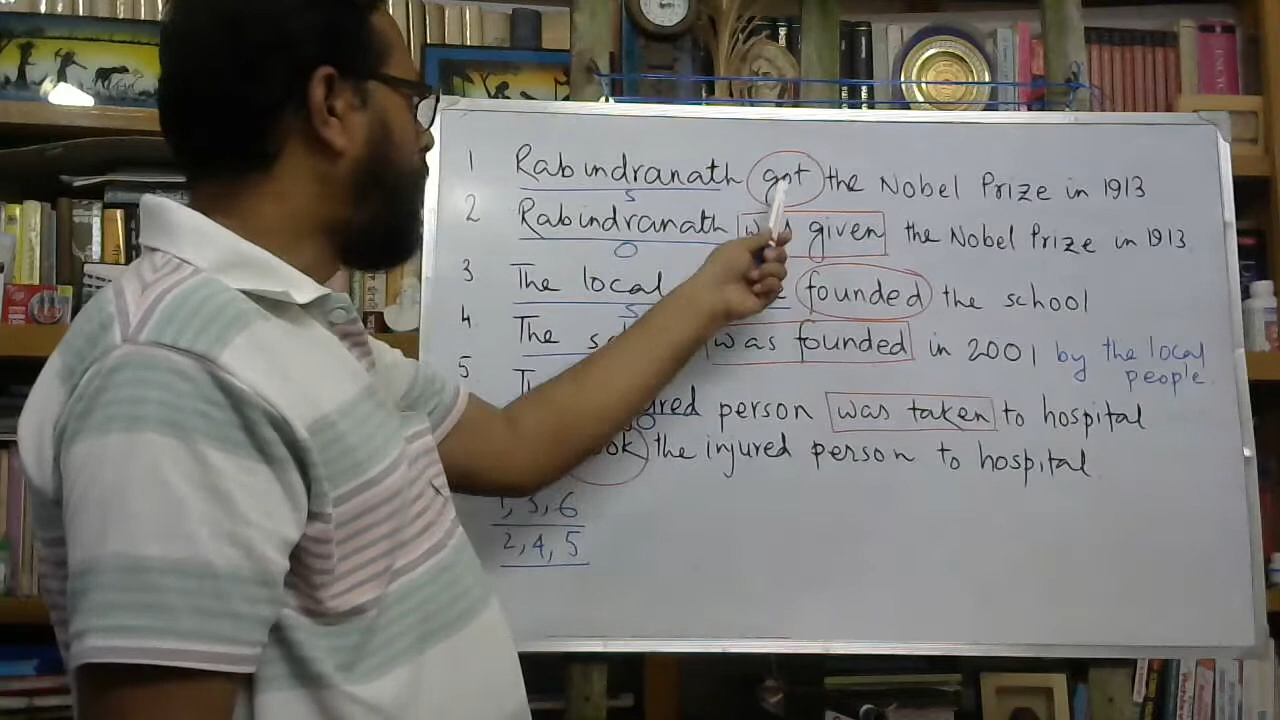 1 Rabindranath got the Nobel Prize in 1913
S
2 Rabindranath was given the Nobel Prize in 1913
O
3 The local founded the school
S
4 The was founded in 2001 by the local people
5 person was taken to hospital
O
the injured person to hospital
1, 3, 6
2, 4, 5